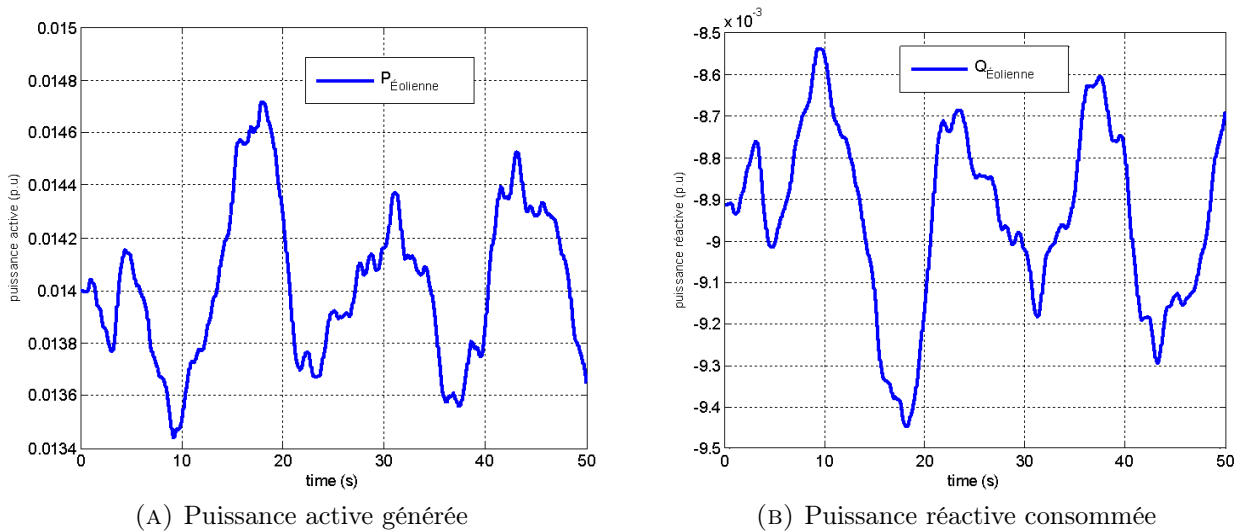 0.015
0.0148
0.0146
0.0144
0.0142
0.014
0.0138
0.0136
0.0134
puissance active (p.u)
P Éolienne
0 10 20 30 40 50
time (s)
(A) Puissance active générée
x 10⁻³
-8.5
-8.6
-8.7
-8.8
-8.9
-9
-9.1
-9.2
-9.3
-9.4
-9.5
puissance réactive (p.u)
Q Éolienne
0 10 20 30 40 50
time (s)
(B) Puissance réactive consommée